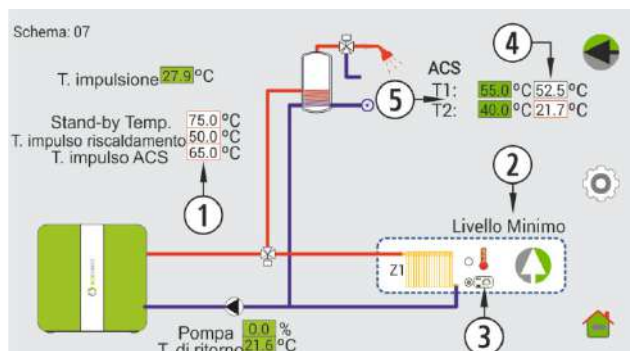 Schema: 07
T. impulsione 27.9 °C
Stand-by Temp. 75.0 °C
T. impulso riscaldamento 50.0 °C
T. impulso ACS 65.0 °C
1
5
ACS
4
T1: 55.0 °C 52.5 °C
T2: 40.0 °C 21.7 °C
2
Livello Minimo
Z1
3
Pompa 0.0
T. di ritorno 21.6 °C